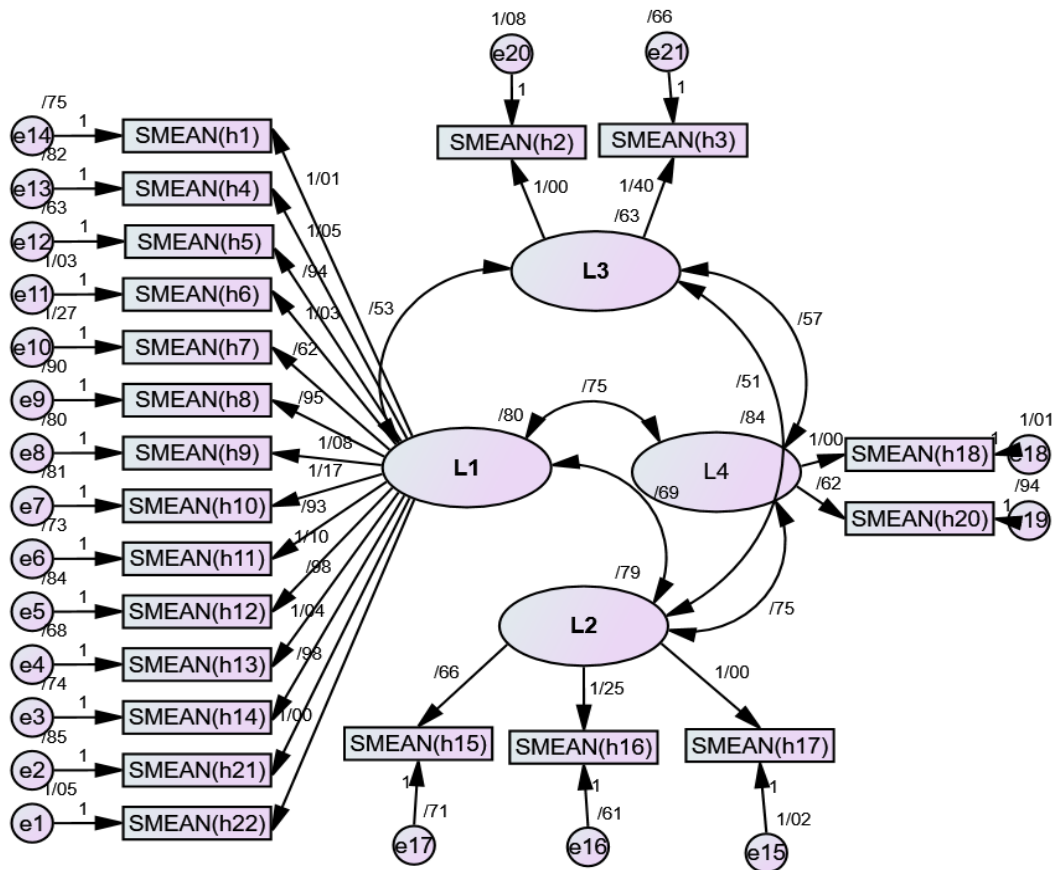 1/08
/66
e20
e21
1
1
SMEAN(h2)
SMEAN(h3)
1/00
1/40
/63
L3
/75
e14
1
SMEAN(h1)
1/01
/82
e13
1
SMEAN(h4)
1/05
/63
e12
1
SMEAN(h5)
/94
1/03
e11
1
SMEAN(h6)
1/03
1/27
e10
1
SMEAN(h7)
/62
/90
e9
1
SMEAN(h8)
/95
/80
e8
1
SMEAN(h9)
1/08
/81
e7
1
SMEAN(h10)
1/17
/73
e6
1
SMEAN(h11)
/93
/84
e5
1
SMEAN(h12)
1/10
/68
e4
1
SMEAN(h13)
/98
/74
e3
1
SMEAN(h14)
1/04
/85
e2
1
SMEAN(h21)
/98
1/05
e1
1
SMEAN(h22)
1/00
/53
/57
/51
/75
/80
L1
/84
L4
/69
1/00
SMEAN(h18)
1
1/01
e18
/62
SMEAN(h20)
1
/94
e19
/75
/79
L2
/66
1/25
1/00
SMEAN(h15)
SMEAN(h16)
SMEAN(h17)
1
1
1
/71
/61
1/02
e17
e16
e15